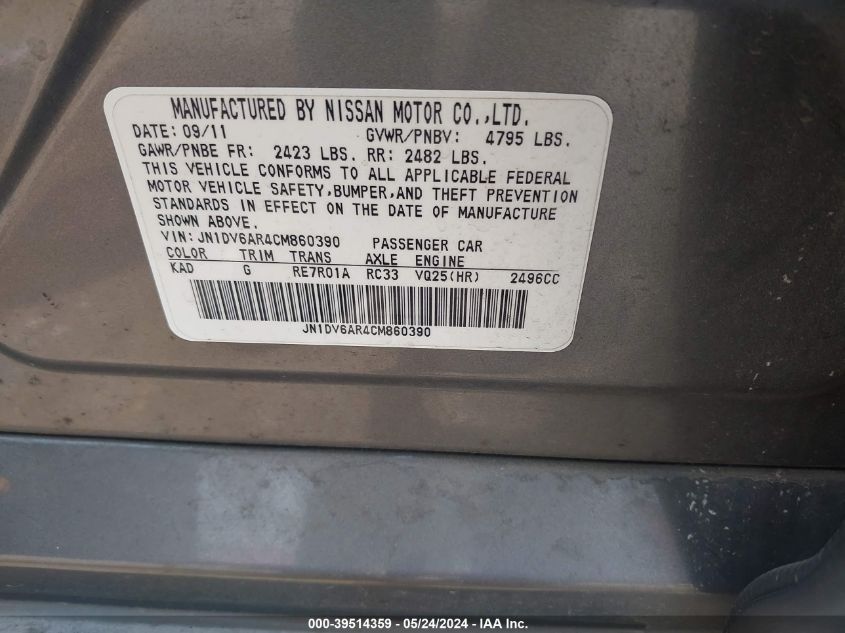 MANUFACTURED BY NISSAN MOTOR CO.,LTD.
DATE: 09/11 GVWR/PNBV: 4795 LBS.
GAWR/PNBE FR: 2423 LBS. RR: 2482 LBS.
THIS VEHICLE CONFORMS TO ALL APPLICABLE FEDERAL
MOTOR VEHICLE SAFETY,BUMPER,AND THEFT PREVENTION
STANDARDS IN EFFECT ON THE DATE OF MANUFACTURE
SHOWN ABOVE.
VIN: JN1DV6AR4CM860390 PASSENGER CAR
COLOR TRIM TRANS AXLE ENGINE
KAD G RE7R01A RC33 VQ25(HR) 2496CC
JN1DV6AR4CM860390
000-39514359 - 05/24/2024 - IAA Inc.